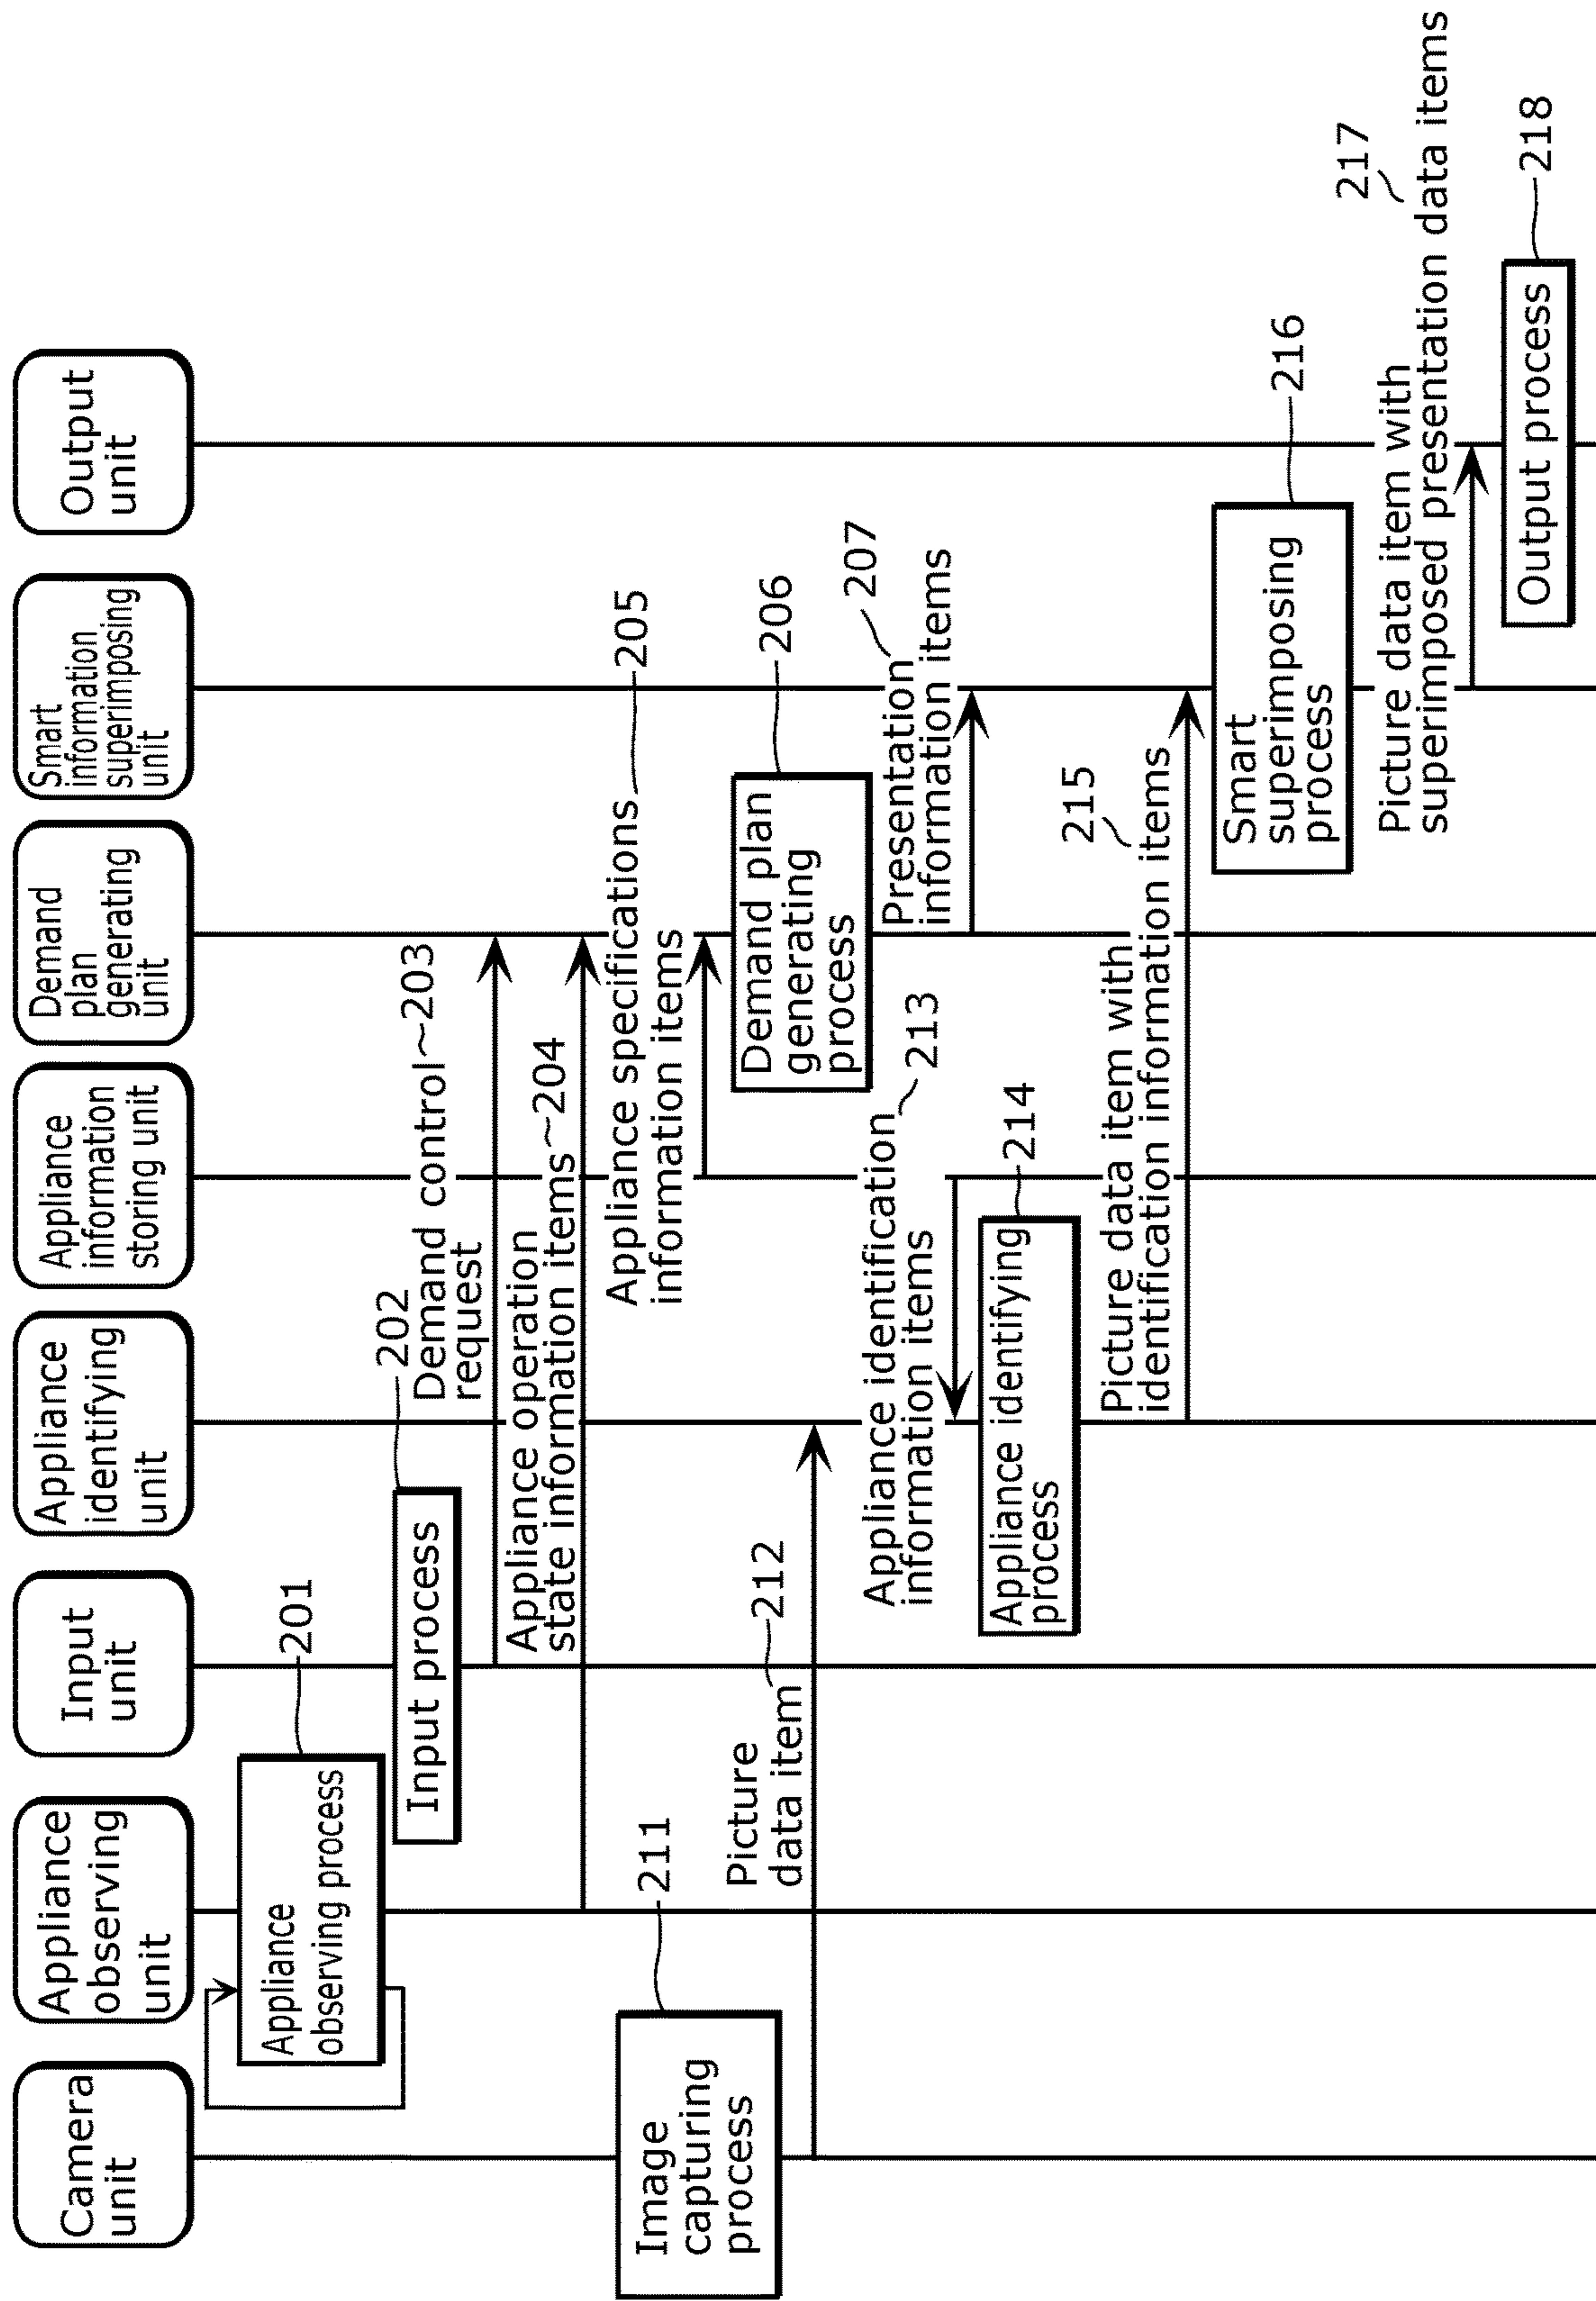 Camera
unit
Appliance
observing
unit
Input
unit
Appliance
identifying
unit
Appliance
information
storing unit
Demand
plan
generating
unit
Smart
information
superimposing
unit
Output
unit
201
Appliance
observing process
202
Input process
Demand control~203
request
Appliance operation
state information items~204
Appliance specifications
information items
205
211
Image
capturing
process
206
Demand plan
generating
process
Picture
data item
212
207
Presentation
information items
Appliance identification
information items
213
214
Appliance identifying
process
215
Picture data item with
identification information items
216
Smart
superimposing
process
217
Picture data item with
superimposed presentation data items
218
Output process